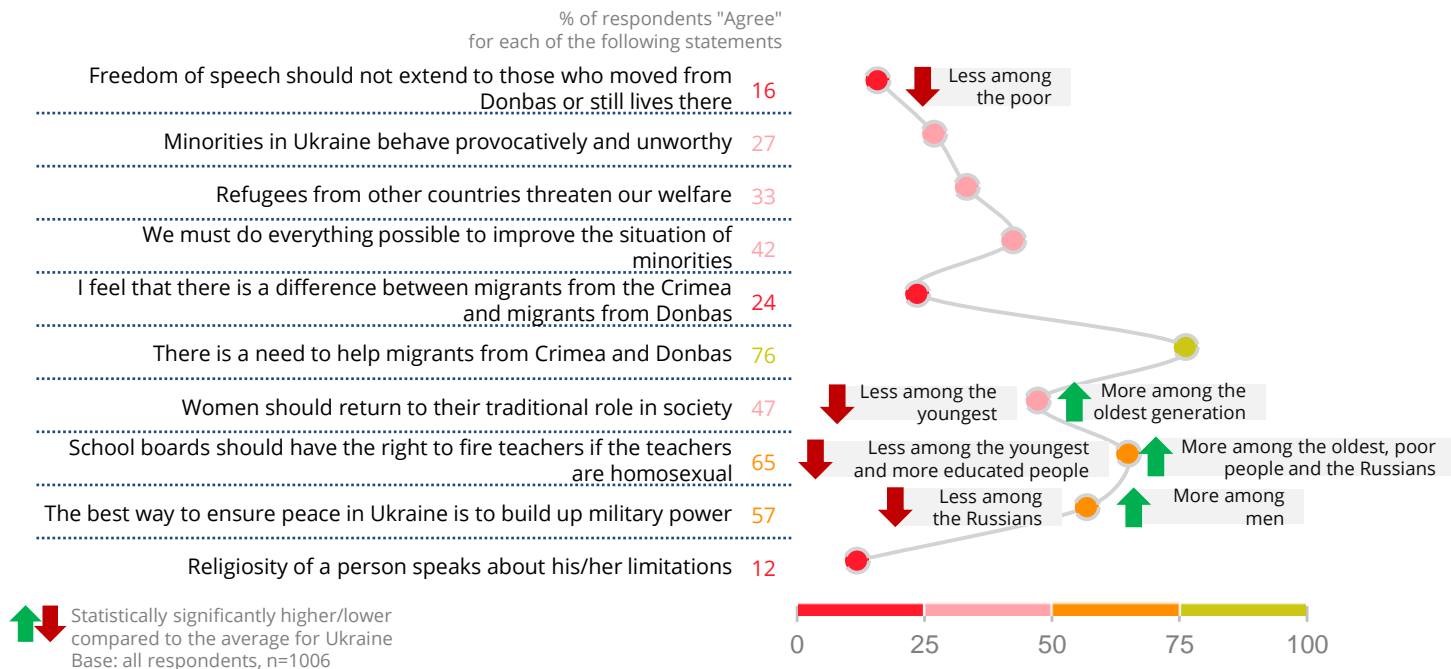 % of respondents "Agree"
for each of the following statements
Freedom of speech should not extend to those who moved from
Donbas or still lives there
16
Less among
the poor
Minorities in Ukraine behave provocatively and unworthy
27
Refugees from other countries threaten our welfare
33
We must do everything possible to improve the situation of
minorities
42
I feel that there is a difference between migrants from the Crimea
and migrants from Donbas
24
There is a need to help migrants from Crimea and Donbas
76
Women should return to their traditional role in society
47
Less among the
youngest
More among the
oldest generation
School boards should have the right to fire teachers if the teachers
are homosexual
65
Less among the youngest
and more educated people
More among the oldest, poor
people and the Russians
The best way to ensure peace in Ukraine is to build up military power
57
Less among
the Russians
More among
men
Religiosity of a person speaks about his/her limitations
12
Statistically significantly higher/lower
compared to the average for Ukraine
Base: all respondents, n=1006
0 25 50 75 100